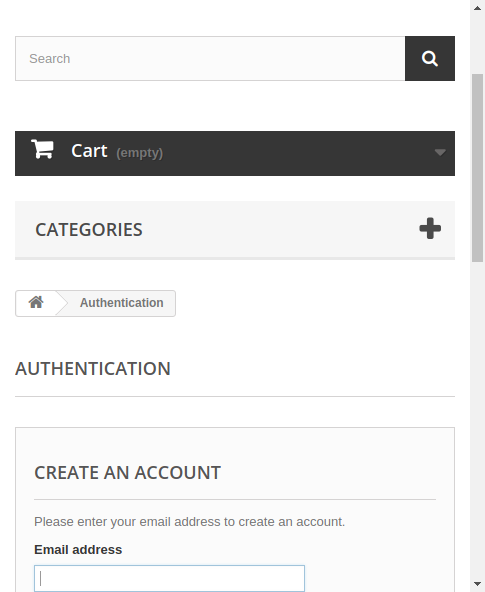 Search
Cart (empty)
CATEGORIES
Authentication
AUTHENTICATION
CREATE AN ACCOUNT
Please enter your email address to create an account.
Email address